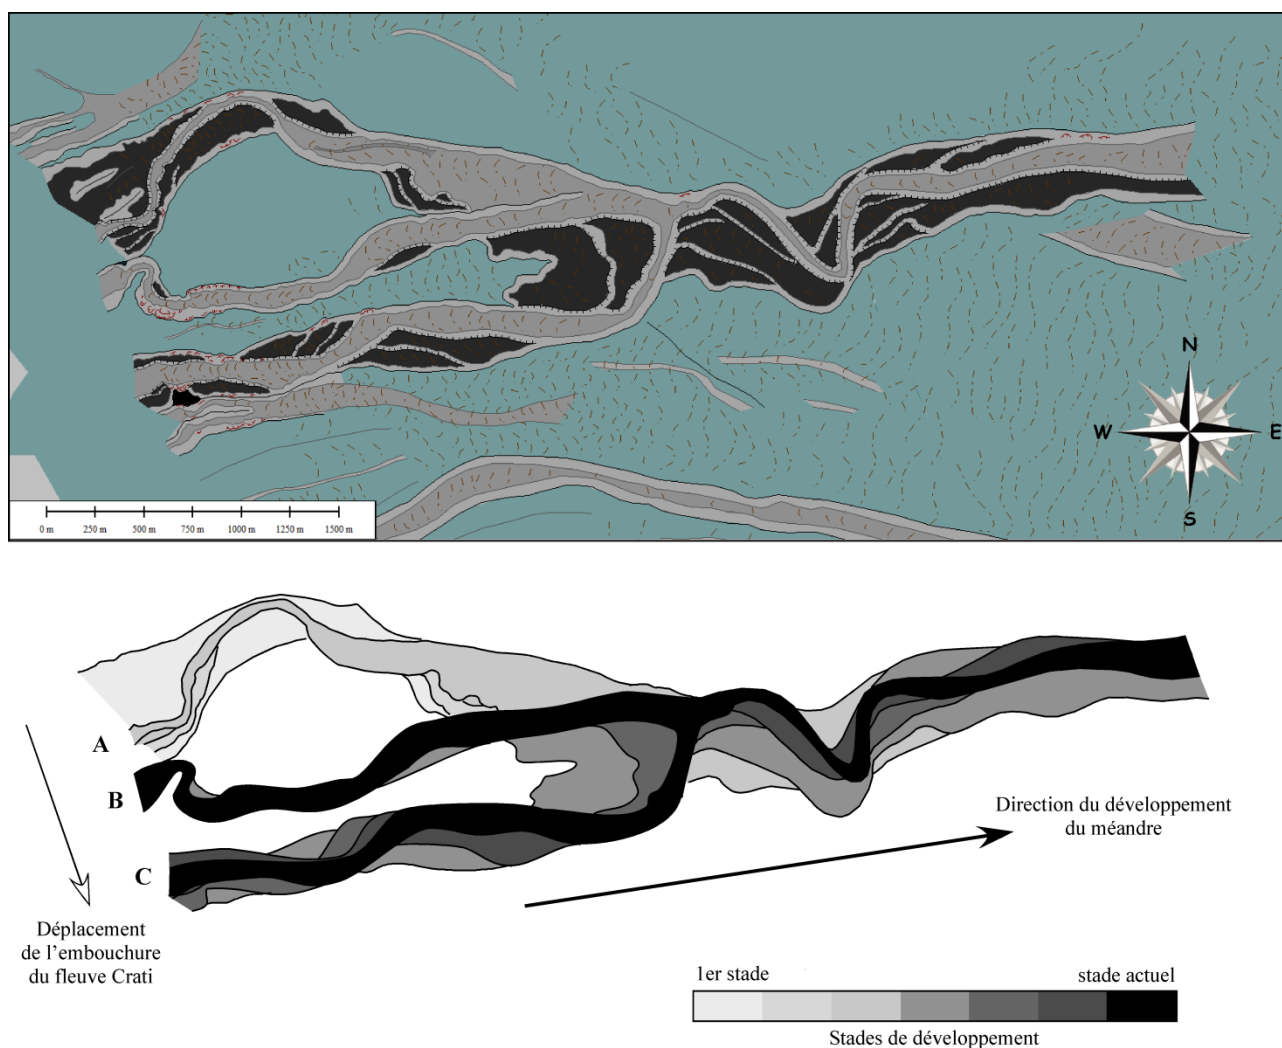 N
W
E
S
0 m 250 m 500 m 750 m 1000 m 1250 m 1500 m
A
B
C
Direction du développement
du méandre
Déplacement
de l'embouchure
du fleuve Crati
1er stade stade actuel
Stades de développement